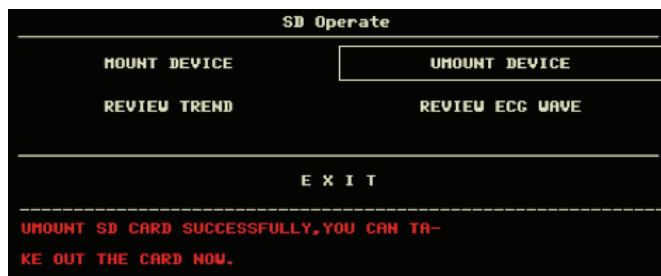 SD Operate
MOUNT DEVICE UMOUNT DEVICE
REVIEW TREND REVIEW ECG WAVE
E X I T
UMOUNT SD CARD SUCCESSFULLY,YOU CAN TA-
KE OUT THE CARD NOW.